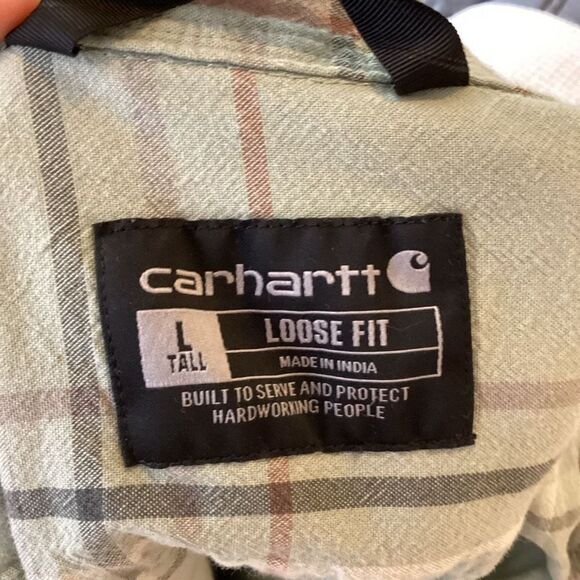 carhartt
L
TALL
LOOSE FIT
MADE IN INDIA
BUILT TO SERVE AND PROTECT
HARDWORKING PEOPLE